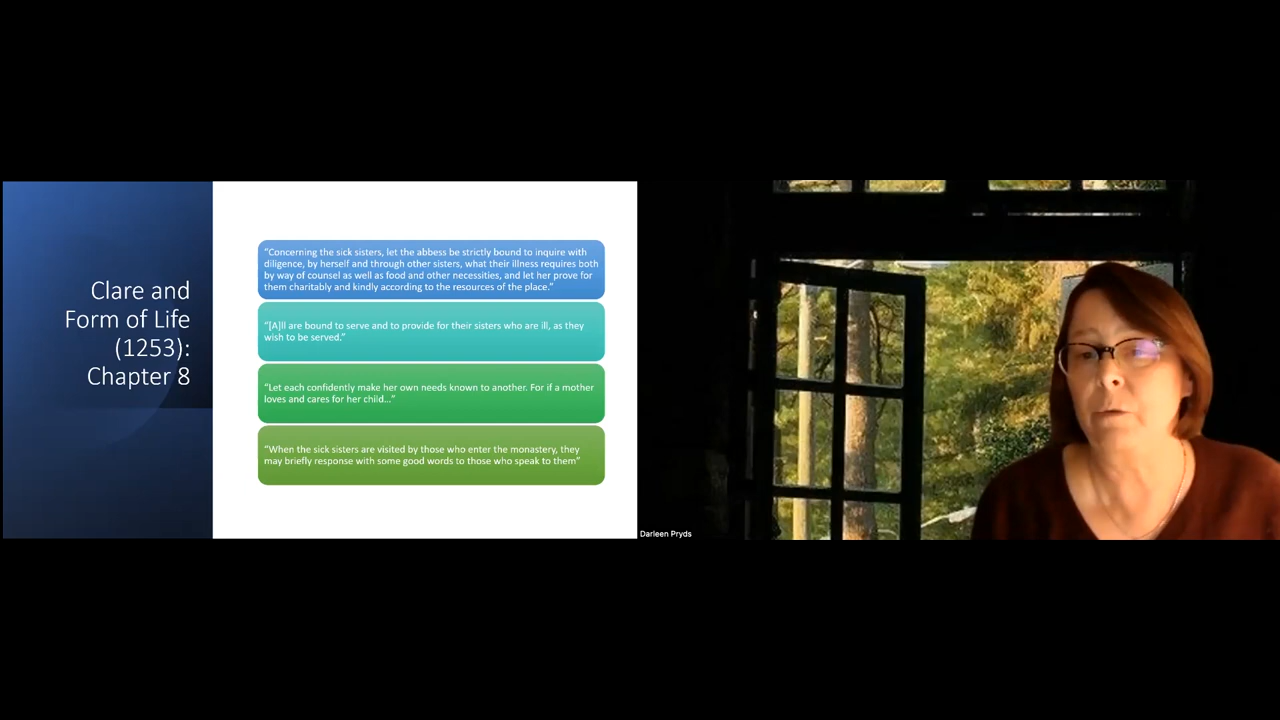 Clare and
Form of Life
(1253):
Chapter 8
“Concerning the sick sisters, let the abbess be strictly bound to inquire with
diligence, by herself and through other sisters, what their illness requires both
by way of counsel as well as food and other necessities, and let her prove for
them charitably and kindly according to the resources of the place.”
“[A]ll are bound to serve and to provide for their sisters who are ill, as they
wish to be served.”
“Let each confidently make her own needs known to another. For if a mother
loves and cares for her child…”
“When the sick sisters are visited by those who enter the monastery, they
may briefly response with some good words to those who speak to them”
Darleen Pryds